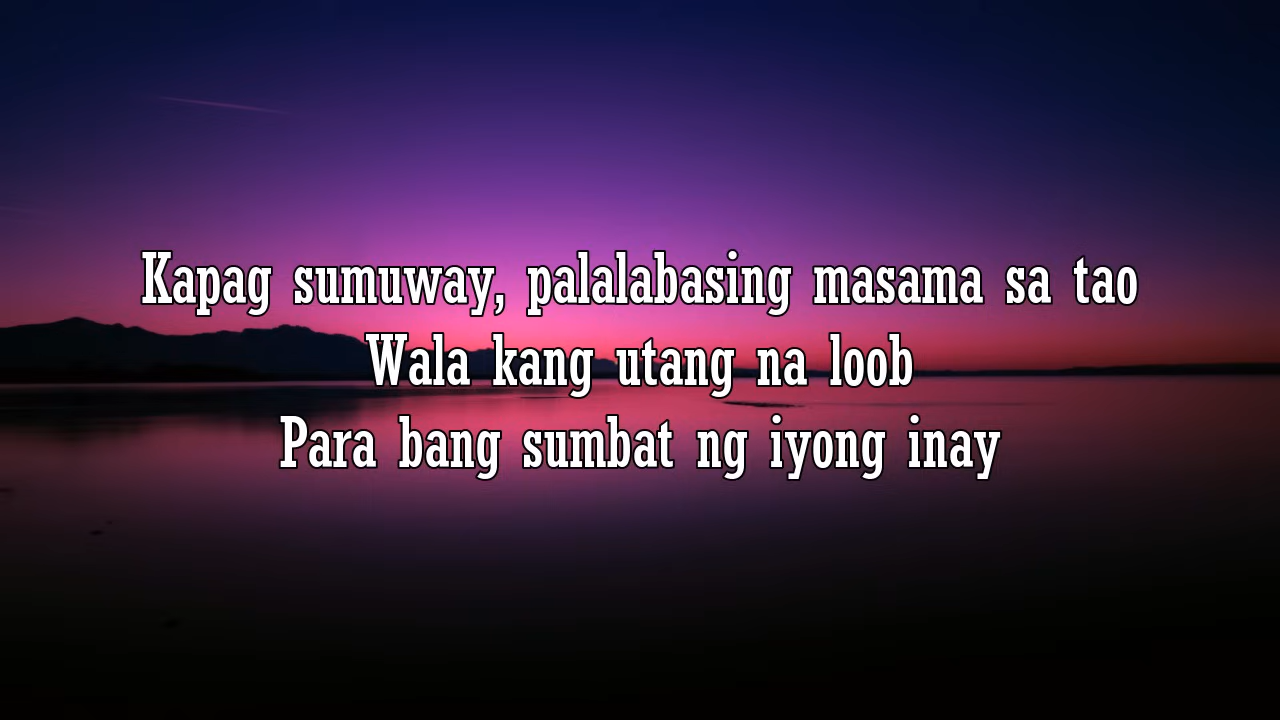 Kapag sumuway, palalabasing masama sa tao
Wala kang utang na loob
Para bang sumbat ng iyong inay